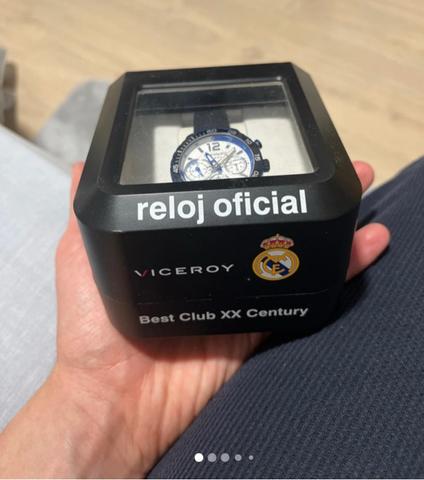 reloj oficial
VICEROY
Best Club XX Century